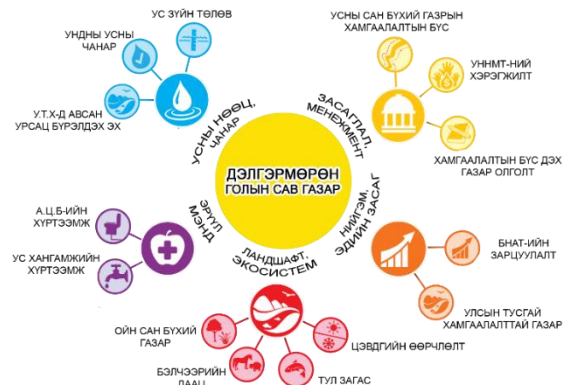 УС ЗҮЙН ТӨЛӨВ
УНДНЫ УСНЫ
ЧАНАР
У.Т.Х-Д АВСАН
УРСАЦ БҮРЭЛДЭХ ЭХ
УСНЫ НӨӨЦ,
ЧАНАР
УСНЫ САН БҮХИЙ ГАЗРЫН
ХАМГААЛАЛТЫН БҮС
УННМТ-НИЙ
ХЭРЭГЖИЛТ
ХАМГААЛАЛТЫН БҮС ДЭХ
ГАЗАР ОЛГОЛТ
ЗАСАГЛАЛ,
МЕНЕЖМЕНТ
ДЭЛГЭРМӨРӨН
ГОЛЫН САВ ГАЗАР
НИЙГЭМ,
ЭДИЙН ЗАСАГ
БНАТ-ИЙН
ЗАРЦУУЛАЛТ
УЛСЫН ТУСГАЙ
ХАМГААЛАЛТТАЙ ГАЗАР
ЭРҮҮЛ
МЭНД
А.Ц.Б-ИЙН
ХҮРТЭЭМЖ
УС ХАНГАМЖИЙН
ХҮРТЭЭМЖ
ЛАНДШАФТ,
ЭКОСИСТЕМ
ОЙН САН БҮХИЙ
ГАЗАР
БЭЛЧЭЭРИЙН
ДААЦ
ТУЛ ЗАГАС
ЦЭВДГИЙН ӨӨРЧЛӨЛТ